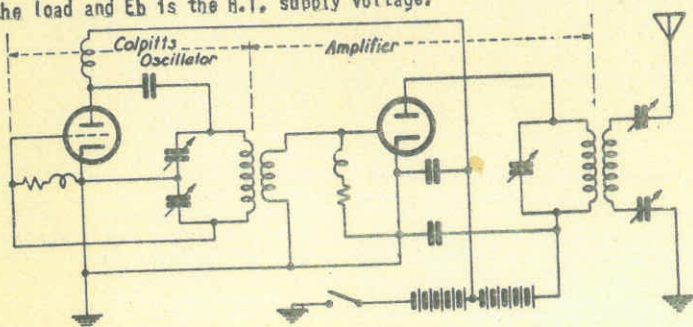 he load and Eb is the H.T. supply voltage.
Colpitts
Oscillator
Amplifier